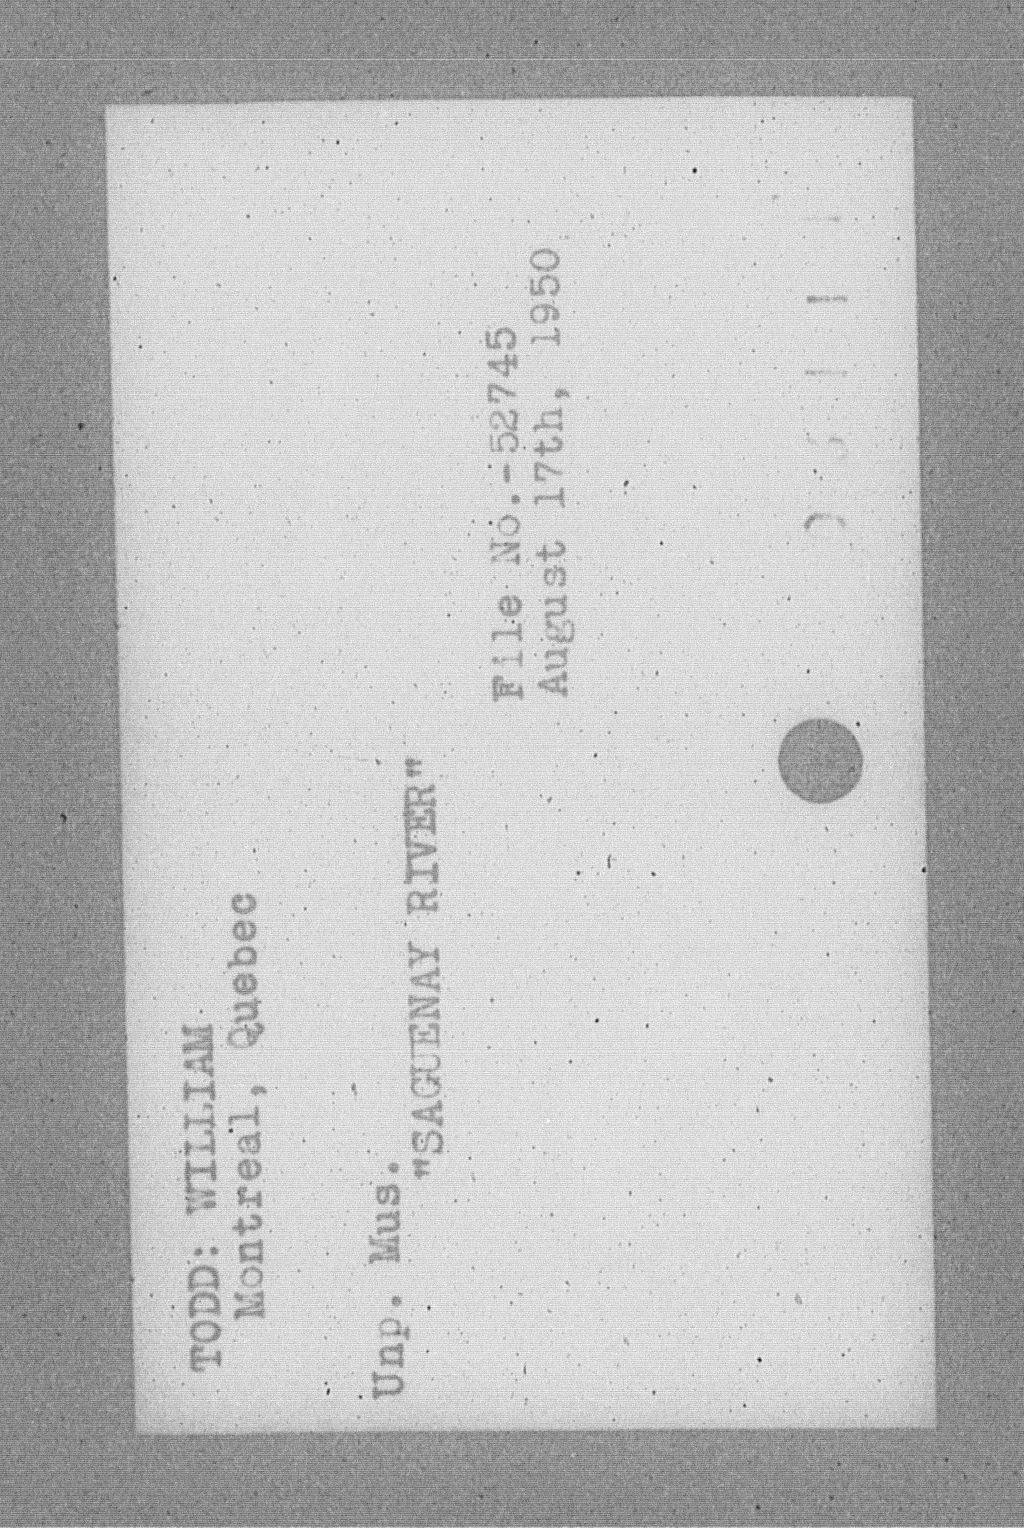 TODD: WILLIAM
Montreal, Quebec
Unp. Mus.
"SAGUENAY RIVER"
File No.-52745
August 17th, 1950